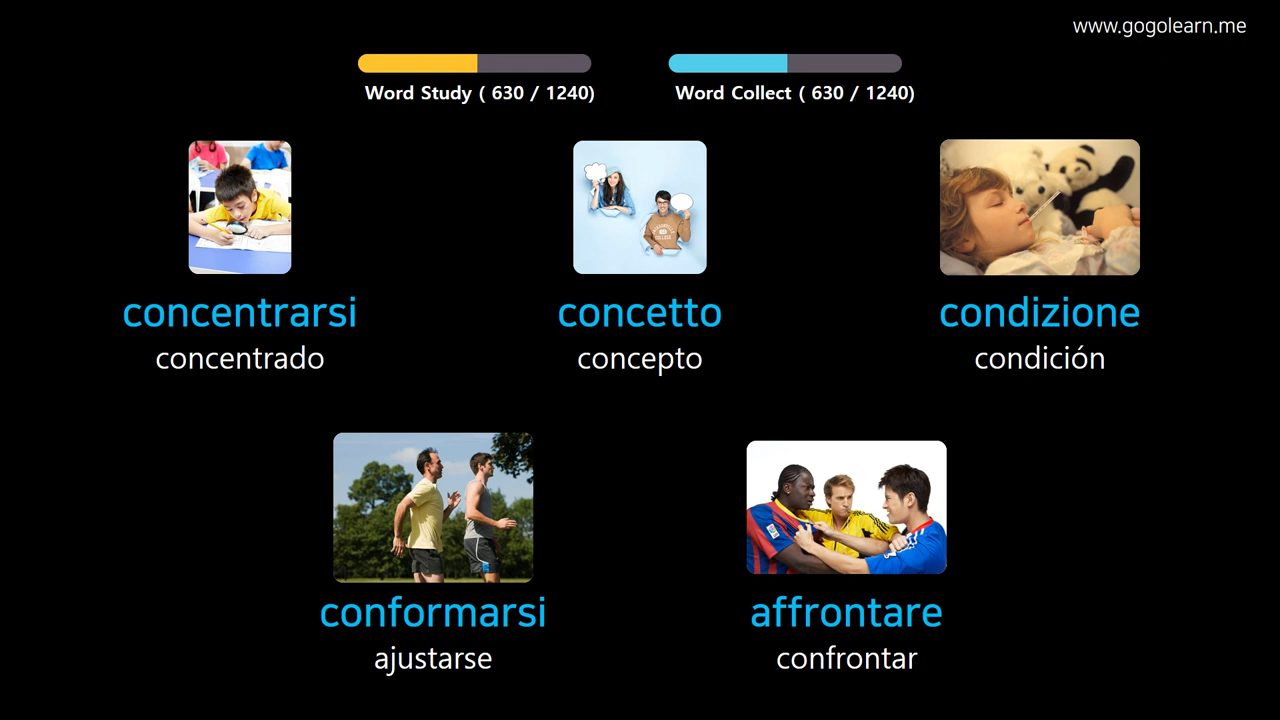 www.gogolearn.me
Word Study ( 630 / 1240)
Word Collect ( 630 / 1240)
concentrarsi
concentrado
concetto
concepto
condizione
condición
conformarsi
ajustarse
affrontare
confrontar